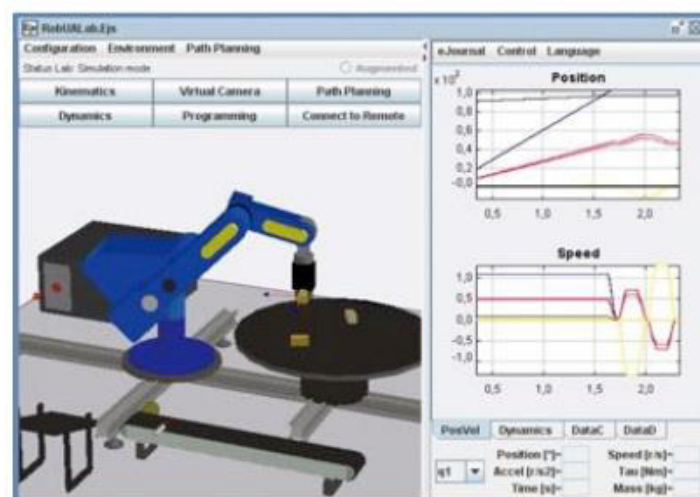 RobUALab.Ejs
Configuration Environment Path Planning
Status Lab: Simulation mode
Augmented
Kinematics Virtual Camera Path Planning
Dynamics Programming Connect to Remote
eJournal Control Language
Position
x 10²
1,0
0,8
0,6
0,4
0,2
-0,0
0,5 1,0 1,5 2,0
Speed
1,0
0,5
0,0
-0,5
-1,0
0,5 1,0 1,5 2,0
PosVel Dynamics DataC DataD
q1
Position [°]= Speed [r/s]=
Accel [r/s2]= Tau [Nm]=
Time [s]= Mass [kg]=